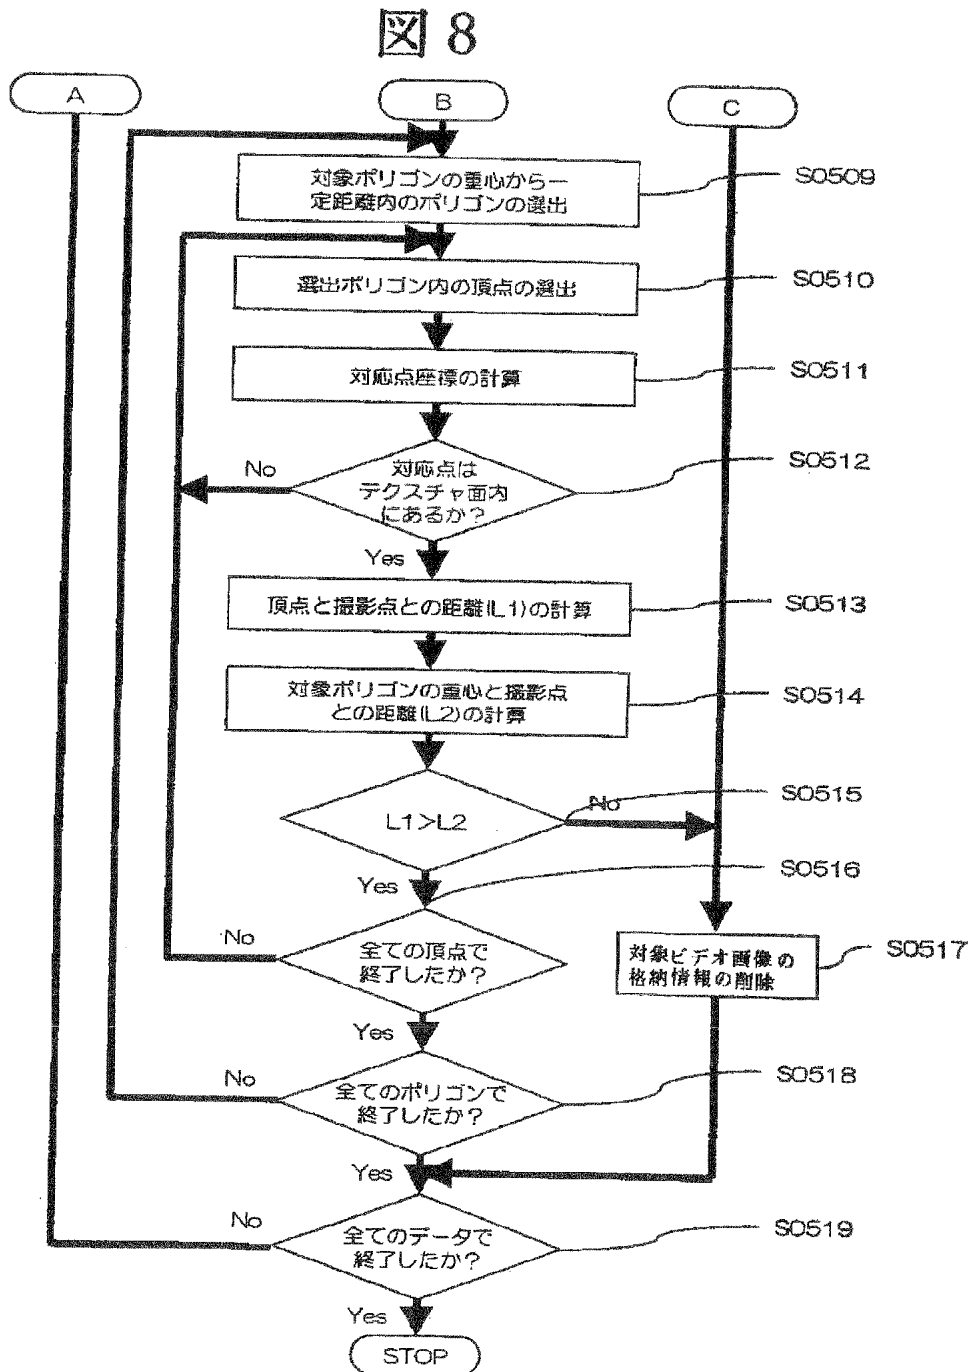 図 8
A
B
C
対象ポリゴンの重心から一
定距離内のポリゴンの選出
S0509
選出ポリゴン内の頂点の選出
S0510
対応点座標の計算
S0511
対応点は
テクスチャ面内
にあるか?
No
S0512
Yes
頂点と撮影点との距離(L1)の計算
S0513
対象ポリゴンの重心と撮影点
との距離(L2)の計算
S0514
L1>L2
No
S0515
Yes
S0516
全ての頂点で
終了したか?
No
対象ビデオ画像の
格納情報の削除
S0517
Yes
全てのポリゴンで
終了したか?
No
S0518
Yes
全てのデータで
終了したか?
No
S0519
Yes
STOP